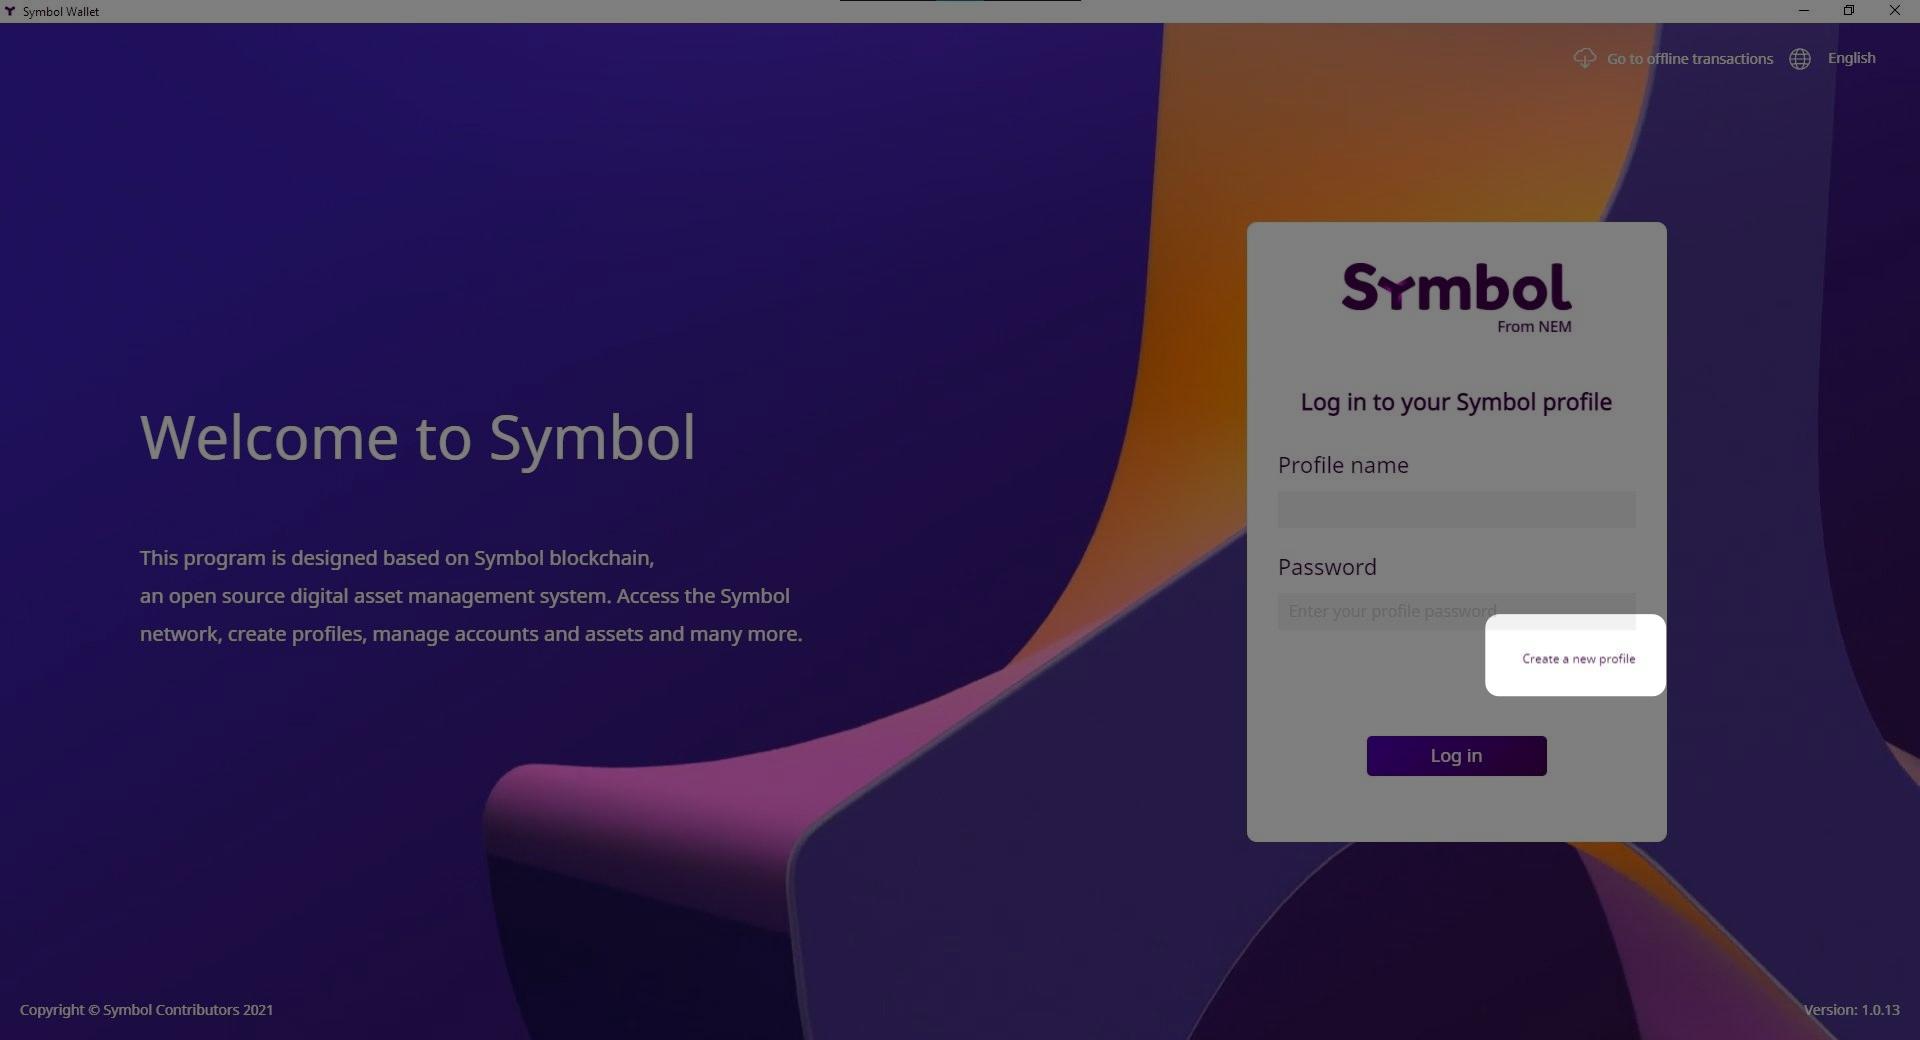 Symbol Wallet
Go to offline transactions
English
Symbol
From NEM
Log in to your Symbol profile
Profile name
Password
Enter your profile password
Create a new profile
Log in
Welcome to Symbol
This program is designed based on Symbol blockchain,
an open source digital asset management system. Access the Symbol
network, create profiles, manage accounts and assets and many more.
Copyright © Symbol Contributors 2021
Version: 1.0.13